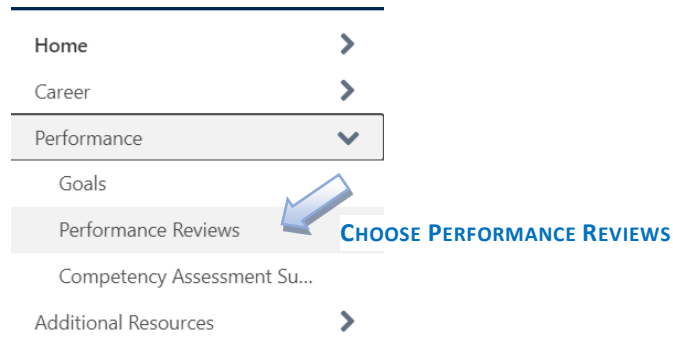 Home
Career
Performance
Goals
Performance Reviews
CHOOSE PERFORMANCE REVIEWS
Competency Assessment Su...
Additional Resources